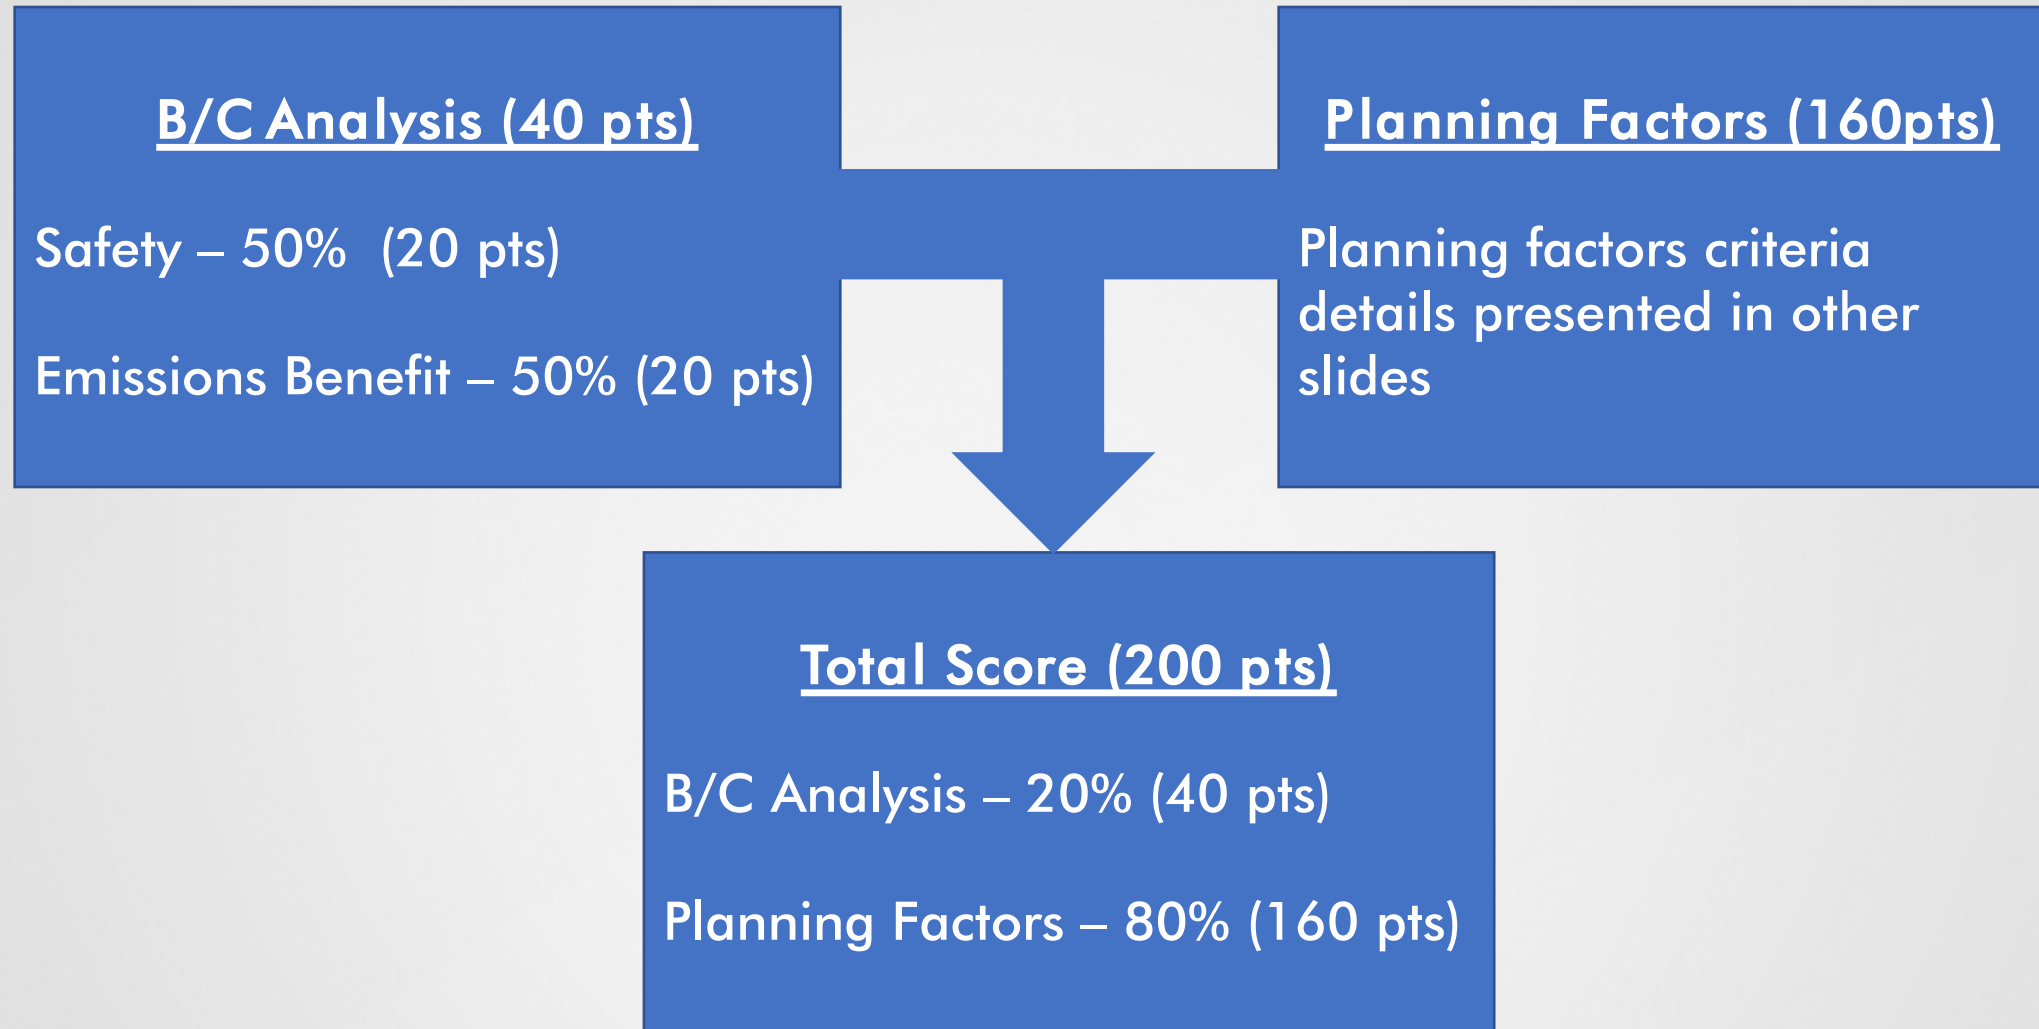 B/C Analysis (40 pts)
Safety – 50%  (20 pts)
Emissions Benefit – 50% (20 pts)
Planning Factors (160pts)
Planning factors criteria
details presented in other
slides
Total Score (200 pts)
B/C Analysis – 20% (40 pts)
Planning Factors – 80% (160 pts)